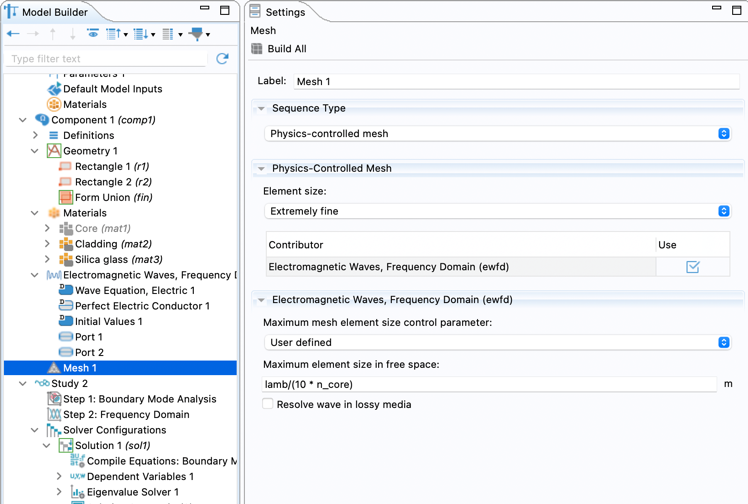 Model Builder
Type filter text
Parameters 1
Default Model Inputs
Materials
Component 1 (comp1)
Definitions
Geometry 1
Rectangle 1 (r1)
Rectangle 2 (r2)
Form Union (fin)
Materials
Core (mat1)
Cladding (mat2)
Silica glass (mat3)
Electromagnetic Waves, Frequency D
Wave Equation, Electric 1
Perfect Electric Conductor 1
Initial Values 1
Port 1
Port 2
Mesh 1
Study 2
Step 1: Boundary Mode Analysis
Step 2: Frequency Domain
Solver Configurations
Solution 1 (sol1)
Compile Equations: Boundary M
Dependent Variables 1
Eigenvalue Solver 1
Settings
Mesh
Build All
Label: Mesh 1
Sequence Type
Physics-controlled mesh
Physics-Controlled Mesh
Element size:
Extremely fine
Contributor Use
Electromagnetic Waves, Frequency Domain (ewfd)
Electromagnetic Waves, Frequency Domain (ewfd)
Maximum mesh element size control parameter:
User defined
Maximum element size in free space:
lamb/(10 * n_core) m
Resolve wave in lossy media